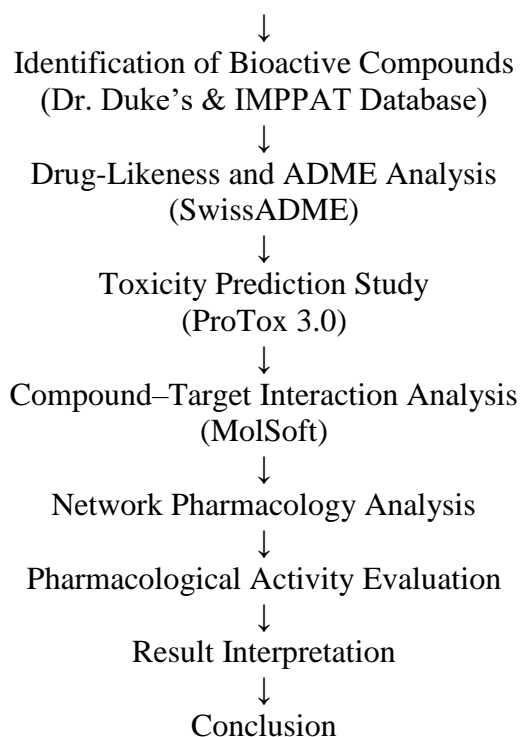 ↓
Identification of Bioactive Compounds
(Dr. Duke’s & IMPPAT Database)
↓
Drug-Likeness and ADME Analysis
(SwissADME)
↓
Toxicity Prediction Study
(ProTox 3.0)
↓
Compound–Target Interaction Analysis
(MolSoft)
↓
Network Pharmacology Analysis
↓
Pharmacological Activity Evaluation
↓
Result Interpretation
↓
Conclusion